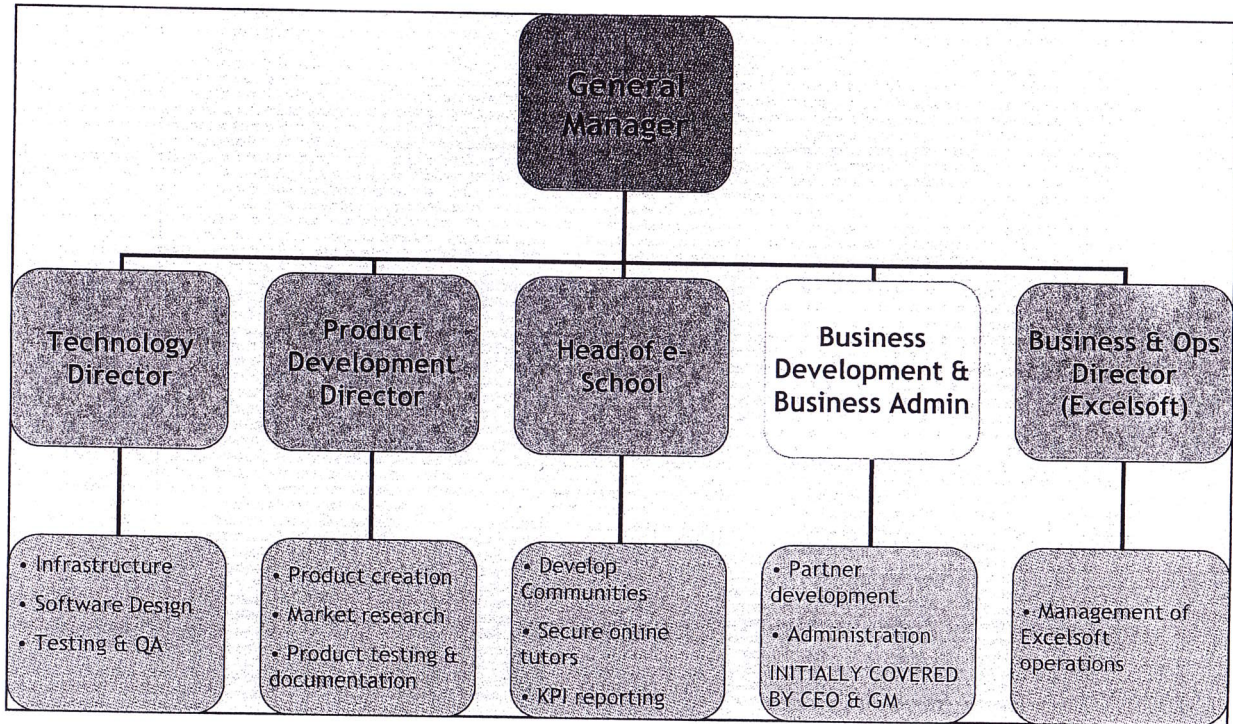 General
Manager
Technology
Director
Product
Development
Director
Head of e-
School
Business
Development &
Business Admin
Business & Ops
Director
(Excelsoft)
• Infrastructure
• Software Design
• Testing & QA
• Product creation
• Market research
• Product testing &
documentation
• Develop
Communities
• Secure online
tutors
• KPI reporting
• Partner
development
• Administration
INITIALLY COVERED
BY CEO & GM
• Management of
Excelsoft
operations